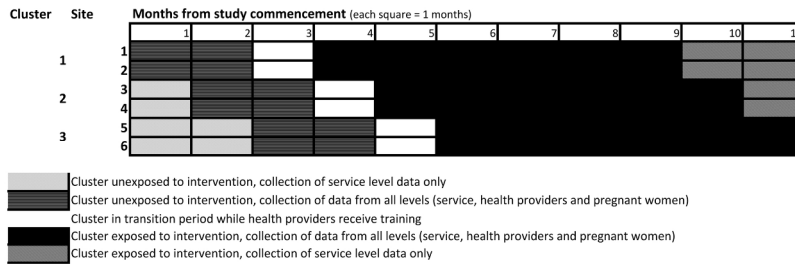 Cluster Site Months from study commencement (each square = 1 months)
1 2 3 4 5 6 7 8 9 10 1
1 1
2
2 3
4
3 5
6
Cluster unexposed to intervention, collection of service level data only
Cluster unexposed to intervention, collection of data from all levels (service, health providers and pregnant women)
Cluster in transition period while health providers receive training
Cluster exposed to intervention, collection of data from all levels (service, health providers and pregnant women)
Cluster exposed to intervention, collection of service level data only